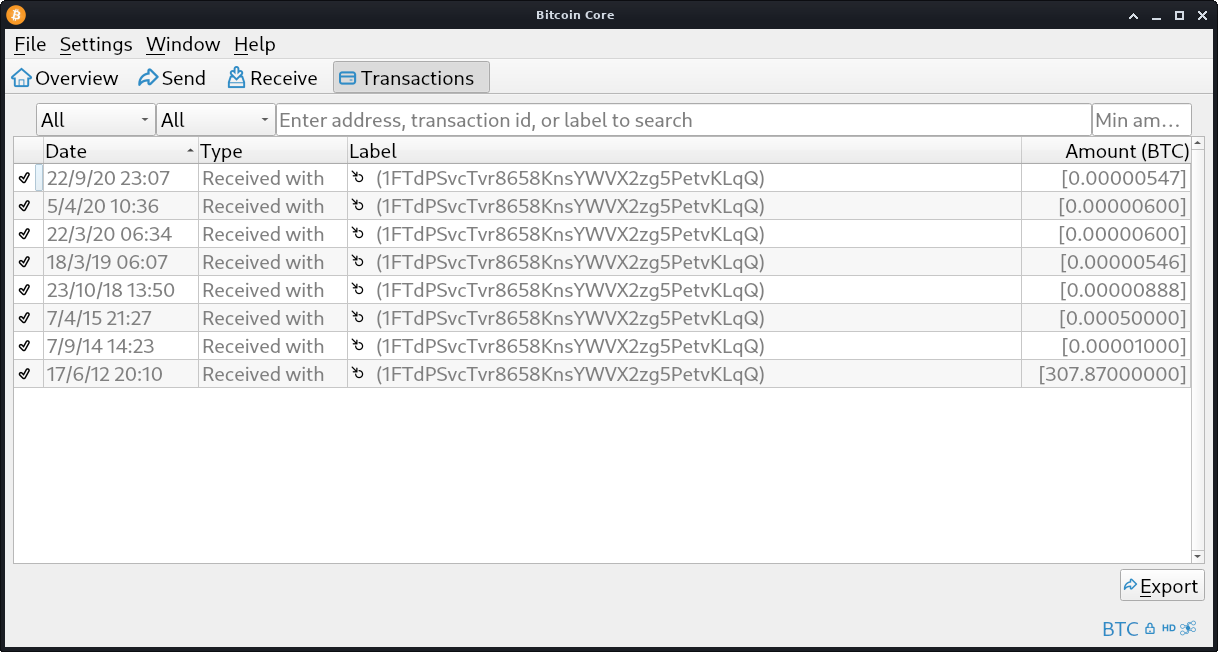 Bitcoin Core
File Settings Window Help
Overview Send Receive Transactions
All All Enter address, transaction id, or label to search Min am...
Date Type Label Amount (BTC)
22/9/20 23:07 Received with (1FTdPSvcTvr8658KnsYWVX2zg5PetvKLqQ) [0.00000547]
5/4/20 10:36 Received with (1FTdPSvcTvr8658KnsYWVX2zg5PetvKLqQ) [0.00000600]
22/3/20 06:34 Received with (1FTdPSvcTvr8658KnsYWVX2zg5PetvKLqQ) [0.00000600]
18/3/19 06:07 Received with (1FTdPSvcTvr8658KnsYWVX2zg5PetvKLqQ) [0.00000546]
23/10/18 13:50 Received with (1FTdPSvcTvr8658KnsYWVX2zg5PetvKLqQ) [0.00000888]
7/4/15 21:27 Received with (1FTdPSvcTvr8658KnsYWVX2zg5PetvKLqQ) [0.00050000]
7/9/14 14:23 Received with (1FTdPSvcTvr8658KnsYWVX2zg5PetvKLqQ) [0.00001000]
17/6/12 20:10 Received with (1FTdPSvcTvr8658KnsYWVX2zg5PetvKLqQ) [307.87000000]
Export
BTC HD